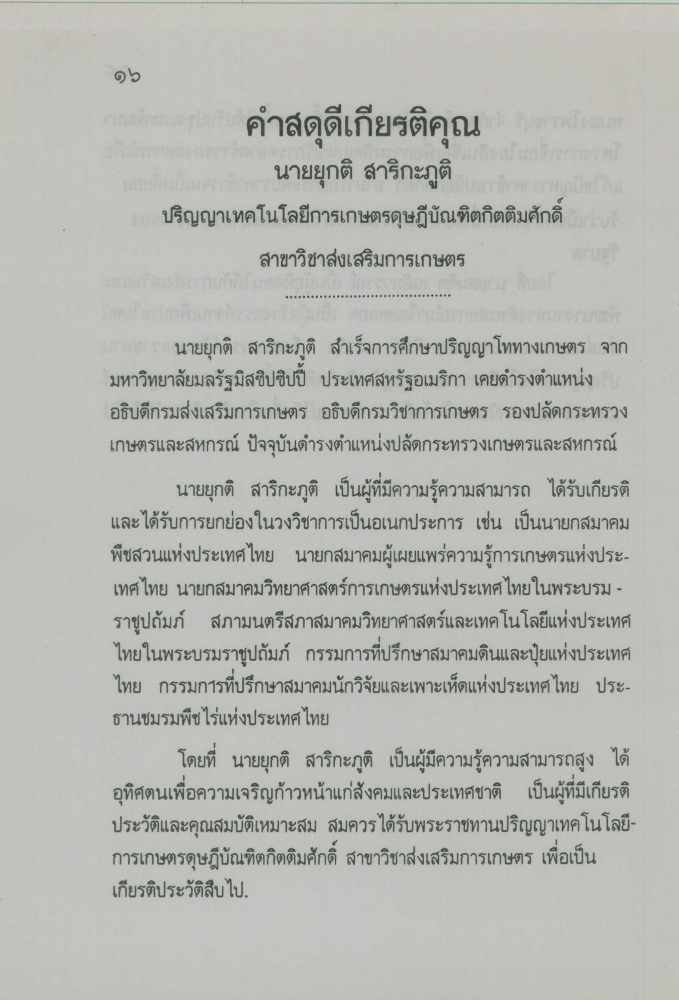 ๑๖
คำสดุดีเกียรติคุณ
นายยุกติ สาริกะภูติ
ปริญญาเทคโนโลยีการเกษตรดุษฎีบัณฑิตกิตติมศักดิ์
สาขาวิชาส่งเสริมการเกษตร
........................................
นายยุกติ สาริกะภูติ สำเร็จการศึกษาปริญญาโททางเกษตร จาก
มหาวิทยาลัยมลรัฐมิสซิปซิปปี้ ประเทศสหรัฐอเมริกา เคยดำรงตำแหน่ง
อธิบดีกรมส่งเสริมการเกษตร อธิบดีกรมวิชาการเกษตร รองปลัดกระทรวง
เกษตรและสหกรณ์ ปัจจุบันดำรงตำแหน่งปลัดกระทรวงเกษตรและสหกรณ์
นายยุกติ สาริกะภูติ เป็นผู้ที่มีความรู้ความสามารถ ได้รับเกียรติ
และได้รับการยกย่องในวงวิชาการเป็นอเนกประการ เช่น เป็นนายกสมาคม
พืชสวนแห่งประเทศไทย นายกสมาคมผู้เผยแพร่ความรู้การเกษตรแห่งประ-
เทศไทย นายกสมาคมวิทยาศาสตร์การเกษตรแห่งประเทศไทยในพระบรม -
ราชูปถัมภ์ สภามนตรีสภาสมาคมวิทยาศาสตร์และเทคโนโลยีแห่งประเทศ
ไทยในพระบรมราชูปถัมภ์ กรรมการที่ปรึกษาสมาคมดินและปุ๋ยแห่งประเทศ
ไทย กรรมการที่ปรึกษาสมาคมนักวิจัยและเพาะเห็ดแห่งประเทศไทย ประ-
ธานชมรมพืชไร่แห่งประเทศไทย
โดยที่ นายยุกติ สาริกะภูติ เป็นผู้มีความรู้ความสามารถสูง ได้
อุทิศตนเพื่อความเจริญก้าวหน้าแก่สังคมและประเทศชาติ เป็นผู้ที่มีเกียรติ
ประวัติและคุณสมบัติเหมาะสม สมควรได้รับพระราชทานปริญญาเทคโนโลยี-
การเกษตรดุษฎีบัณฑิตกิตติมศักดิ์ สาขาวิชาส่งเสริมการเกษตร เพื่อเป็น
เกียรติประวัติสืบไป.